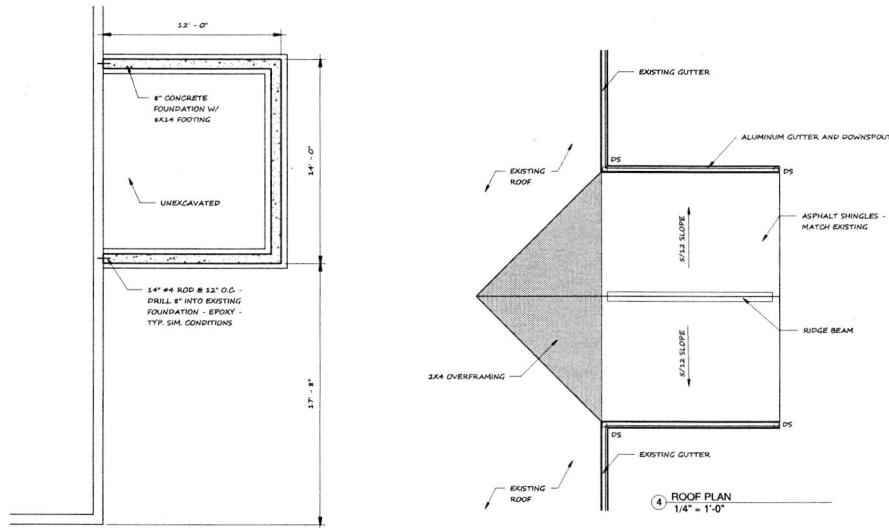 12' - 0"
8" CONCRETE
FOUNDATION W/
8X14 FOOTING
14' - 0"
UNEXCAVATED
14" #4 ROD @ 12" O.C. -
DRILL 8" INTO EXISTING
FOUNDATION - EPOXY -
TYP. SIM. CONDITIONS
17' - 8"
EXISTING GUTTER
ALUMINUM GUTTER AND DOWNSPOUT
DS
DS
EXISTING
ROOF
ASPHALT SHINGLES -
MATCH EXISTING
5/12 SLOPE
RIDGE BEAM
5/12 SLOPE
2X4 OVERFRAMING
DS
DS
EXISTING GUTTER
EXISTING
ROOF
4
ROOF PLAN
1/4" = 1'-0"